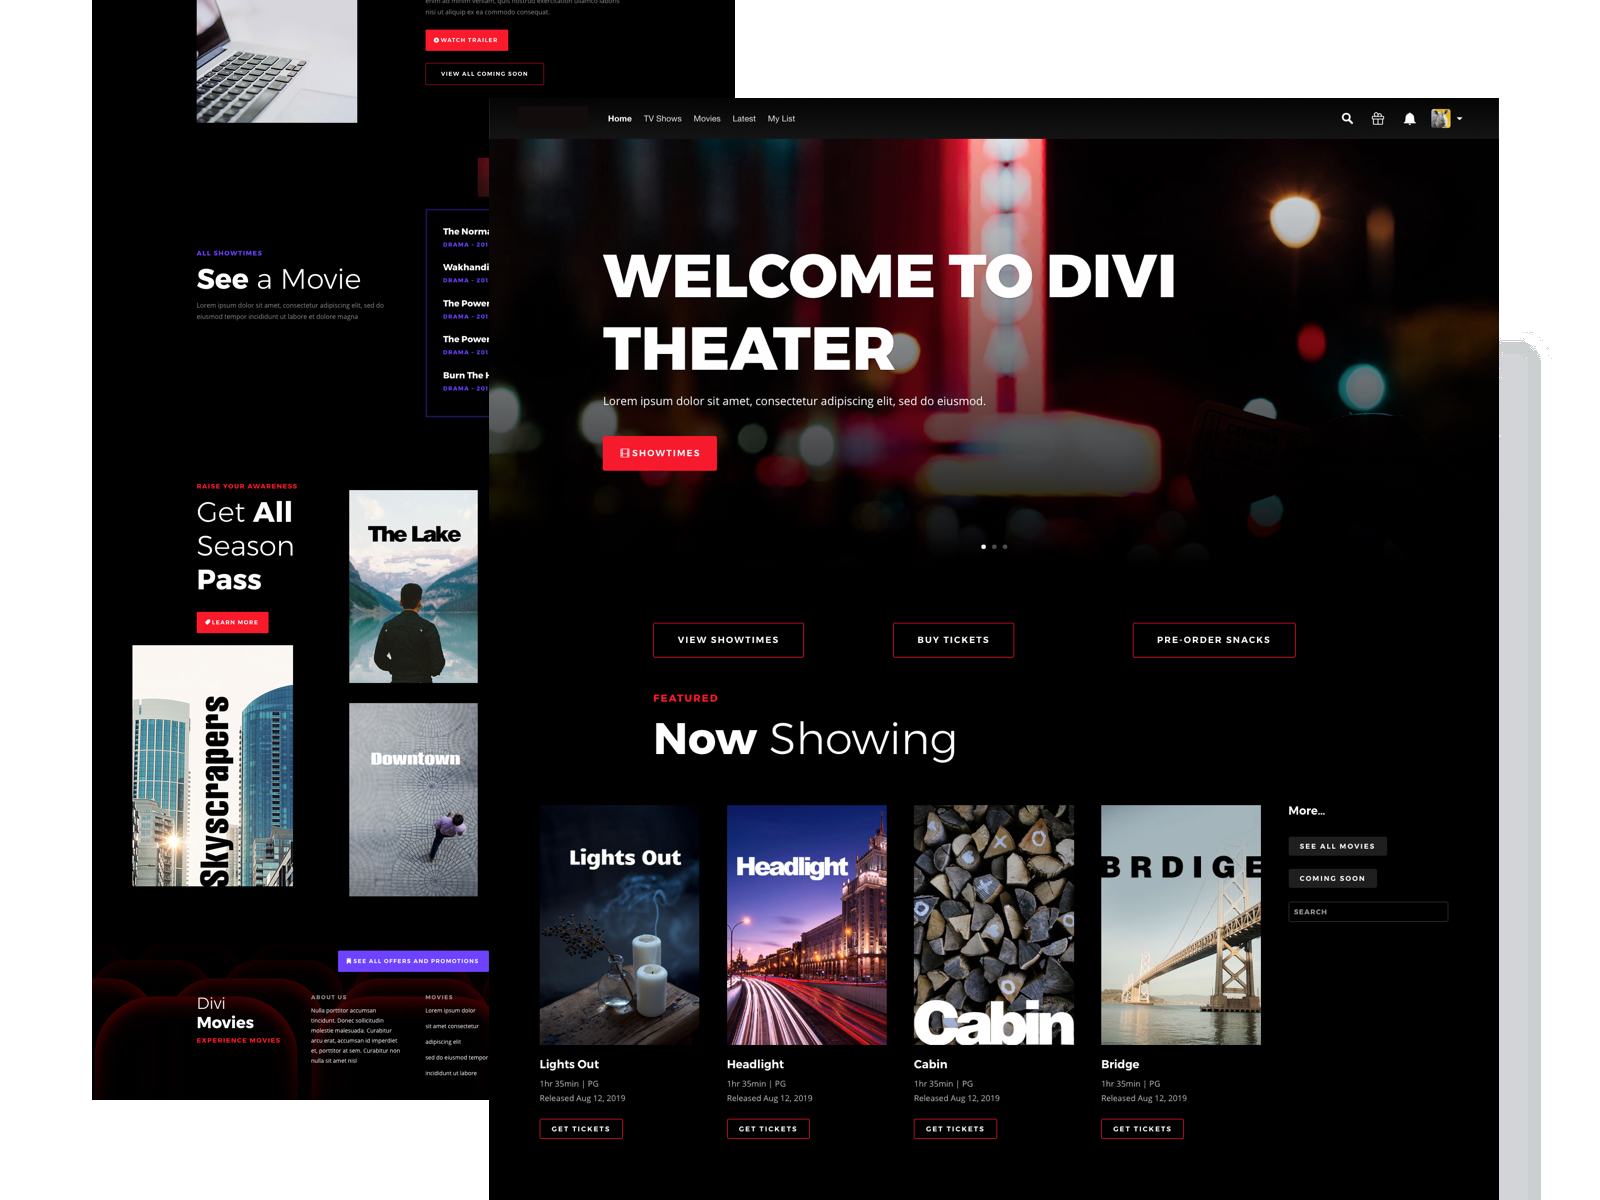 enim ad minim veniam, quis nostrud exercitation ullamco laboris
nisi ut aliquip ex ea commodo consequat.
WATCH TRAILER
VIEW ALL COMING SOON
ALL SHOWTIMES
See a Movie
Lorem ipsum dolor sit amet, consectetur adipiscing elit, sed do
eiusmod tempor incididunt ut labore et dolore magna
The Norma
DRAMA - 201
Wakhandi
DRAMA - 201
The Power
DRAMA - 201
The Power
DRAMA - 201
Burn The H
DRAMA - 201
RAISE YOUR AWARENESS
Get All
Season
Pass
LEARN MORE
The Lake
Skyscrapers
Downtown
SEE ALL OFFERS AND PROMOTIONS
Divi
Movies
EXPERIENCE MOVIES
ABOUT US
Nulla porttitor accumsan
tincidunt. Donec sollicitudin
molestie malesuada. Curabitur
arcu erat, accumsan id imperdiet
et, porttitor at sem. Curabitur non
nulla sit amet nisl
MOVIES
Lorem ipsum dolor
sit amet consectetur
adipiscing elit
sed do eiusmod tempor
incididunt ut labore
Home TV Shows Movies Latest My List
WELCOME TO DIVI
THEATER
Lorem ipsum dolor sit amet, consectetur adipiscing elit, sed do eiusmod.
SHOWTIMES
VIEW SHOWTIMES BUY TICKETS PRE-ORDER SNACKS
FEATURED
Now Showing
Lights Out
Headlight
Cabin
BRDIGE
Lights Out
1hr 35min | PG
Released Aug 12, 2019
GET TICKETS
Headlight
1hr 35min | PG
Released Aug 12, 2019
GET TICKETS
Cabin
1hr 35min | PG
Released Aug 12, 2019
GET TICKETS
Bridge
1hr 35min | PG
Released Aug 12, 2019
GET TICKETS
More...
SEE ALL MOVIES
COMING SOON
SEARCH